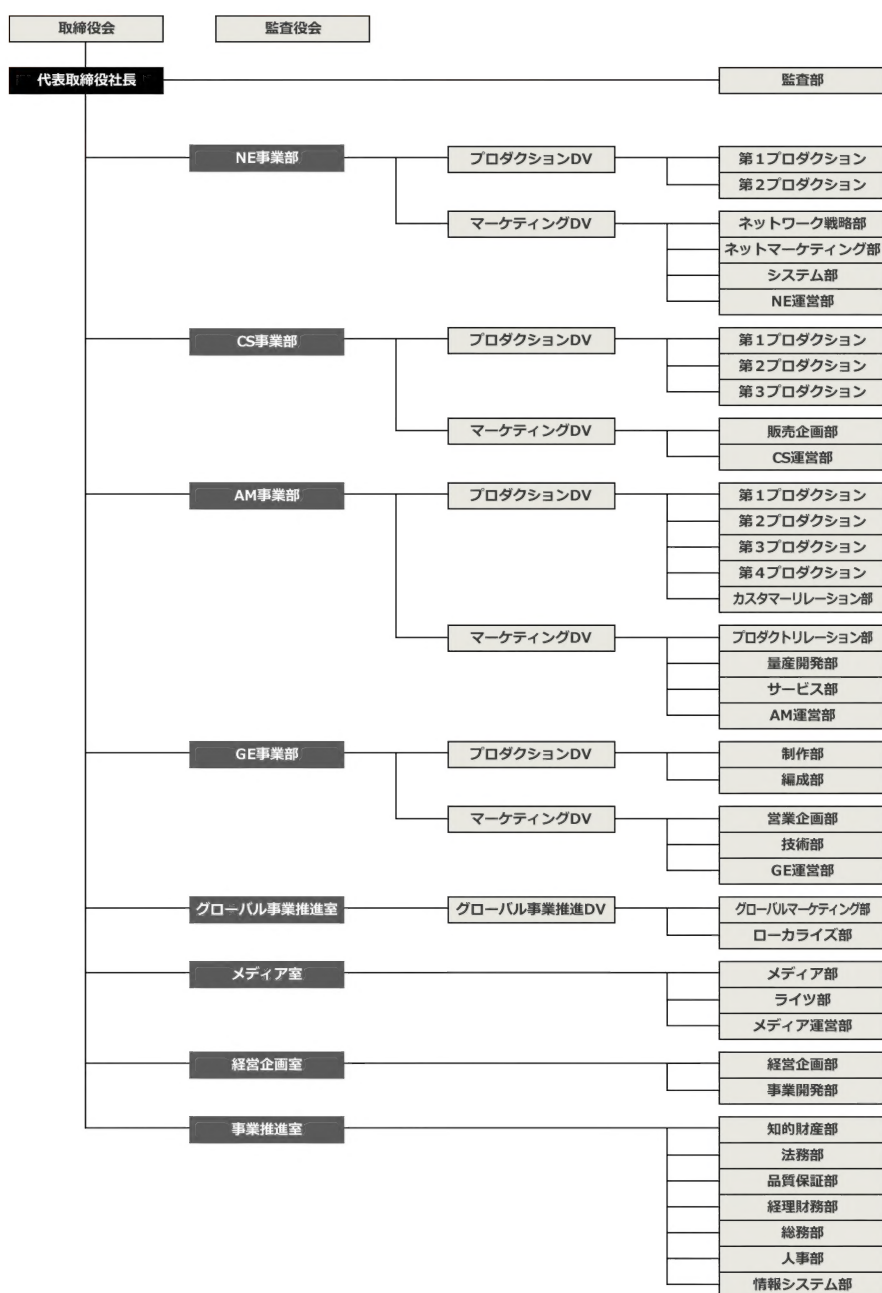 取締役会
監査役会
代表取締役社長
監査部
NE事業部
プロダクションDV
第1プロダクション
第2プロダクション
マーケティングDV
ネットワーク戦略部
ネットマーケティング部
システム部
NE運営部
CS事業部
プロダクションDV
第1プロダクション
第2プロダクション
第3プロダクション
マーケティングDV
販売企画部
CS運営部
AM事業部
プロダクションDV
第1プロダクション
第2プロダクション
第3プロダクション
第4プロダクション
カスタマーリレーション部
マーケティングDV
プロダクトリレーション部
量産開発部
サービス部
AM運営部
GE事業部
プロダクションDV
制作部
編成部
マーケティングDV
営業企画部
技術部
GE運営部
グローバル事業推進室
グローバル事業推進DV
グローバルマーケティング部
ローカライズ部
メディア室
メディア部
ライツ部
メディア運営部
経営企画室
経営企画部
事業開発部
事業推進室
知的財産部
法務部
品質保証部
経理財務部
総務部
人事部
情報システム部